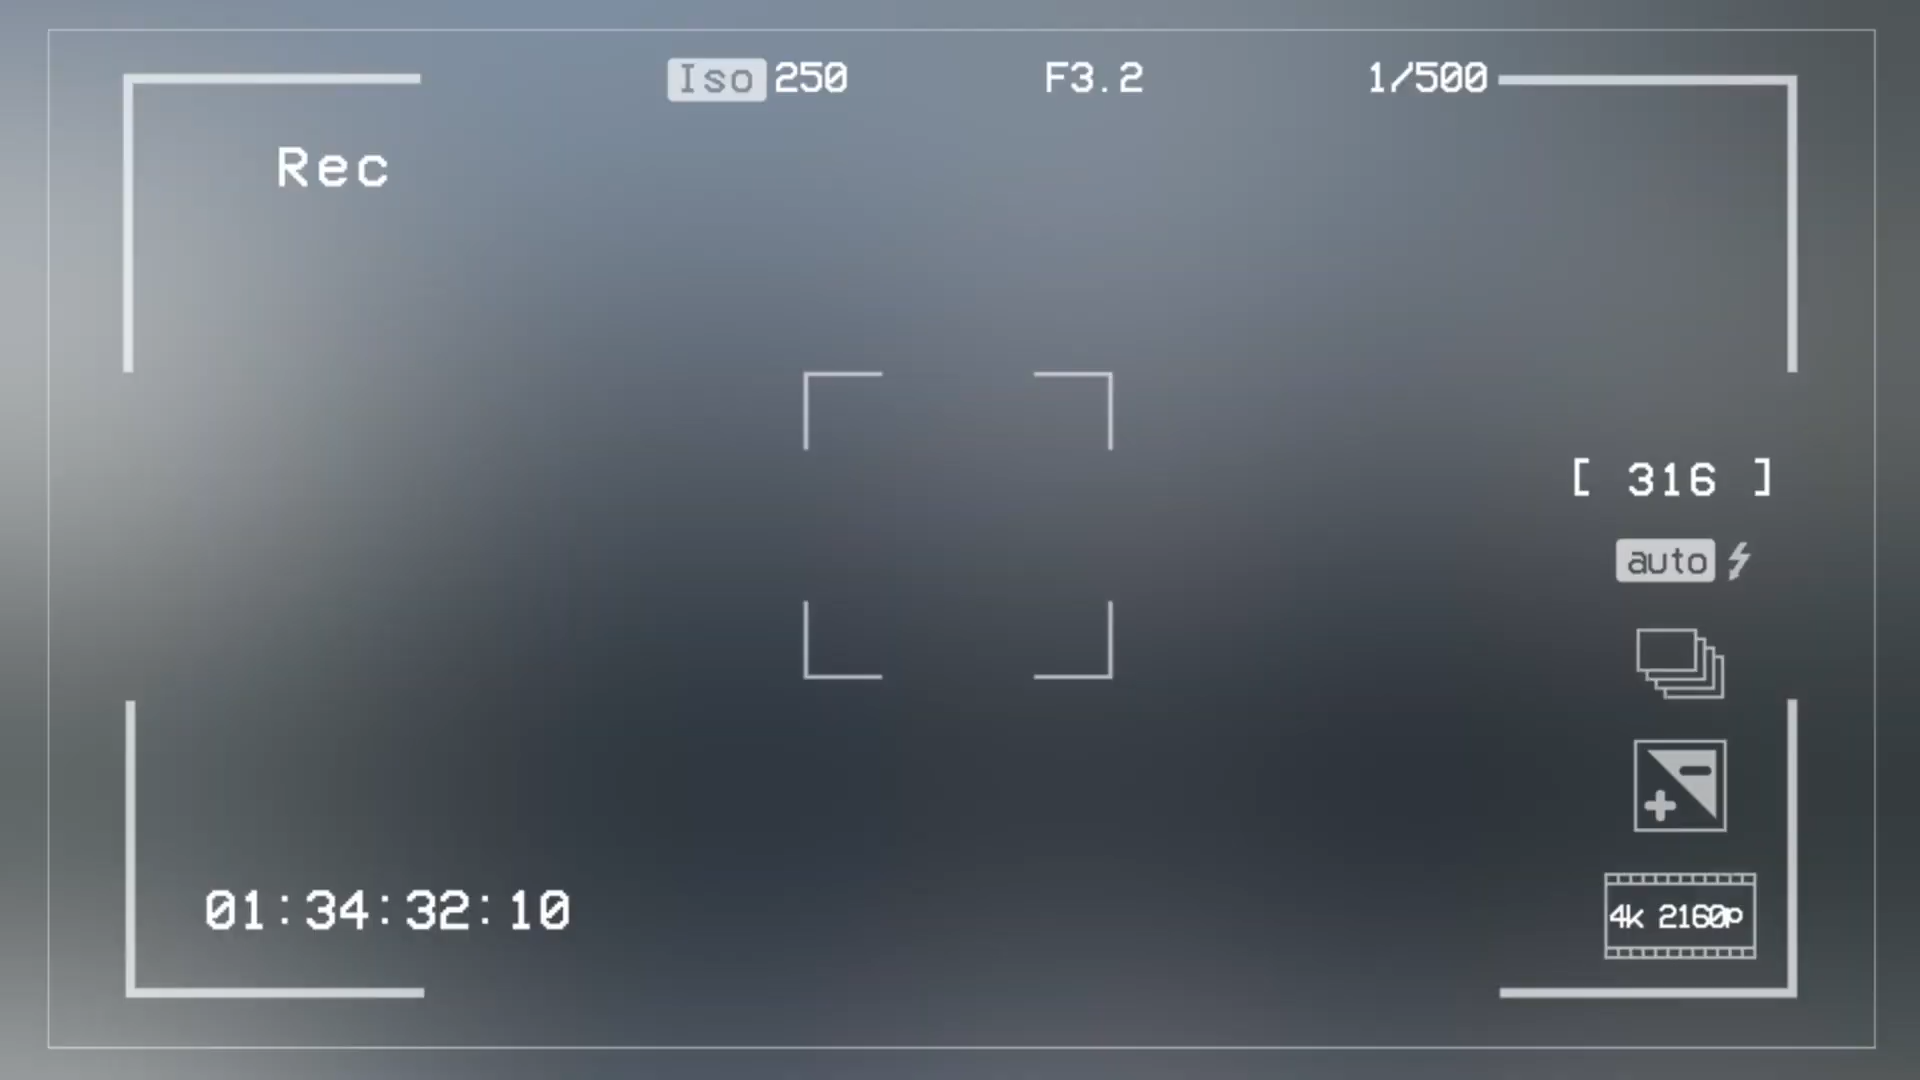 Iso 250 F3.2 1/500
Rec
[ 316 ]
auto
01:34:32:10
4k 2160p